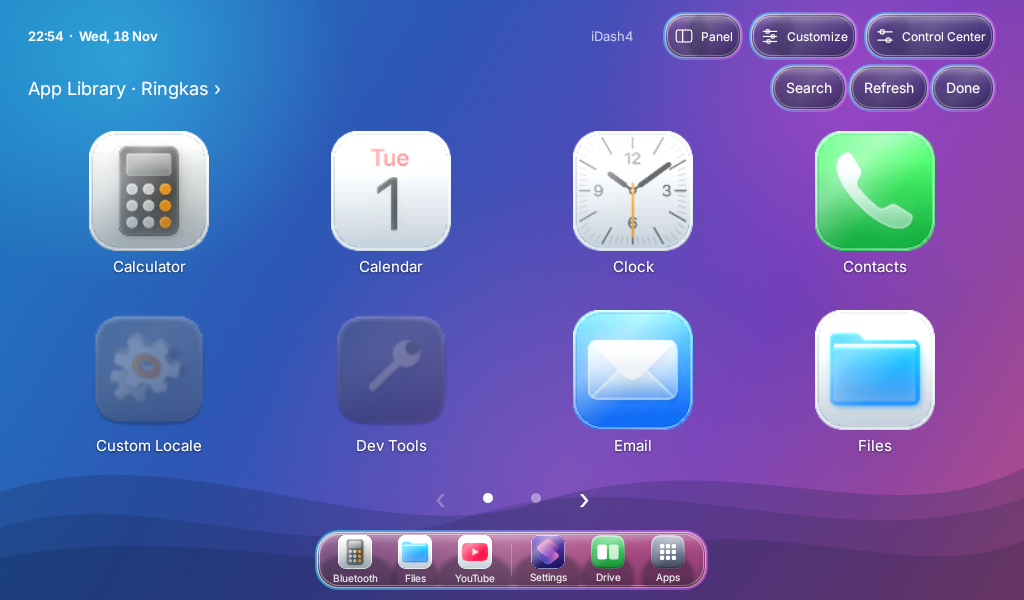 22:54 · Wed, 18 Nov
iDash4
Panel
Customize
Control Center
App Library · Ringkas ›
Search
Refresh
Done
Tue
1
12
9
3
6
Calculator
Calendar
Clock
Contacts
Custom Locale
Dev Tools
Email
Files
Bluetooth
Files
YouTube
Settings
Drive
Apps